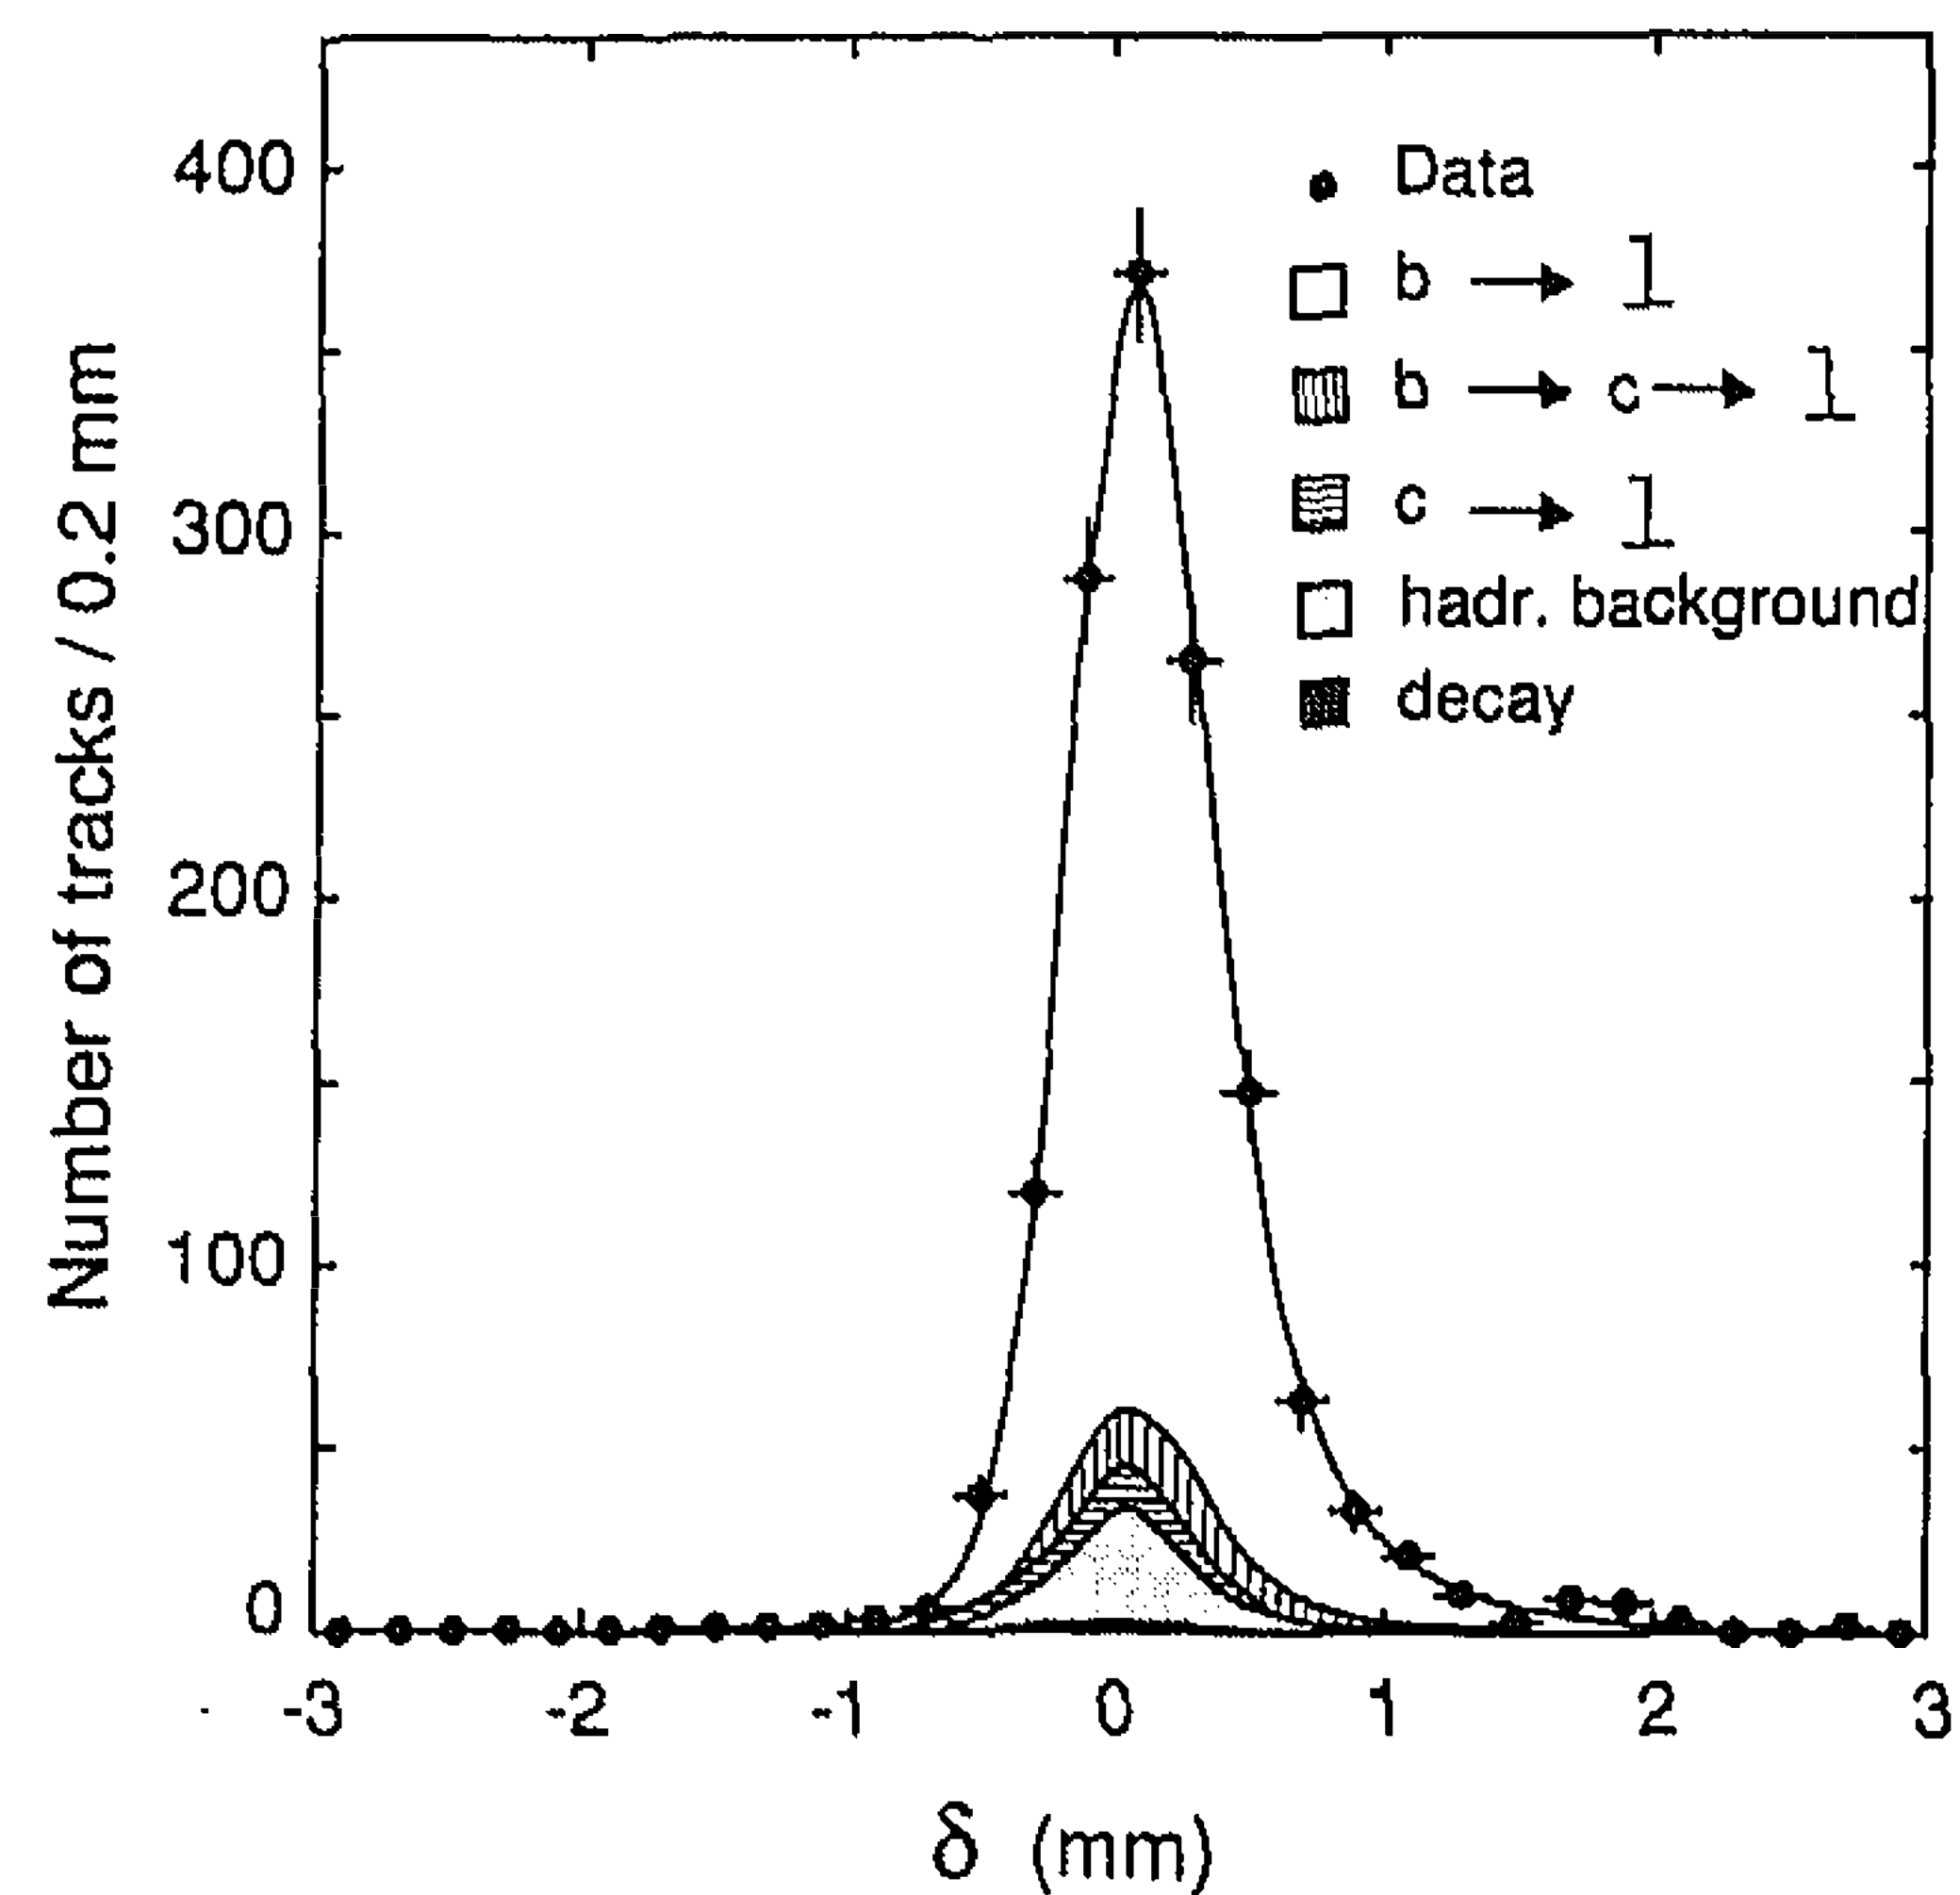 Number of tracks / 0.2 mm
400
300
200
100
0
Data
b → l
b → c → l
c → l
hadr. background
decay
-3 -2 -1 0 1 2 3
δ (mm)